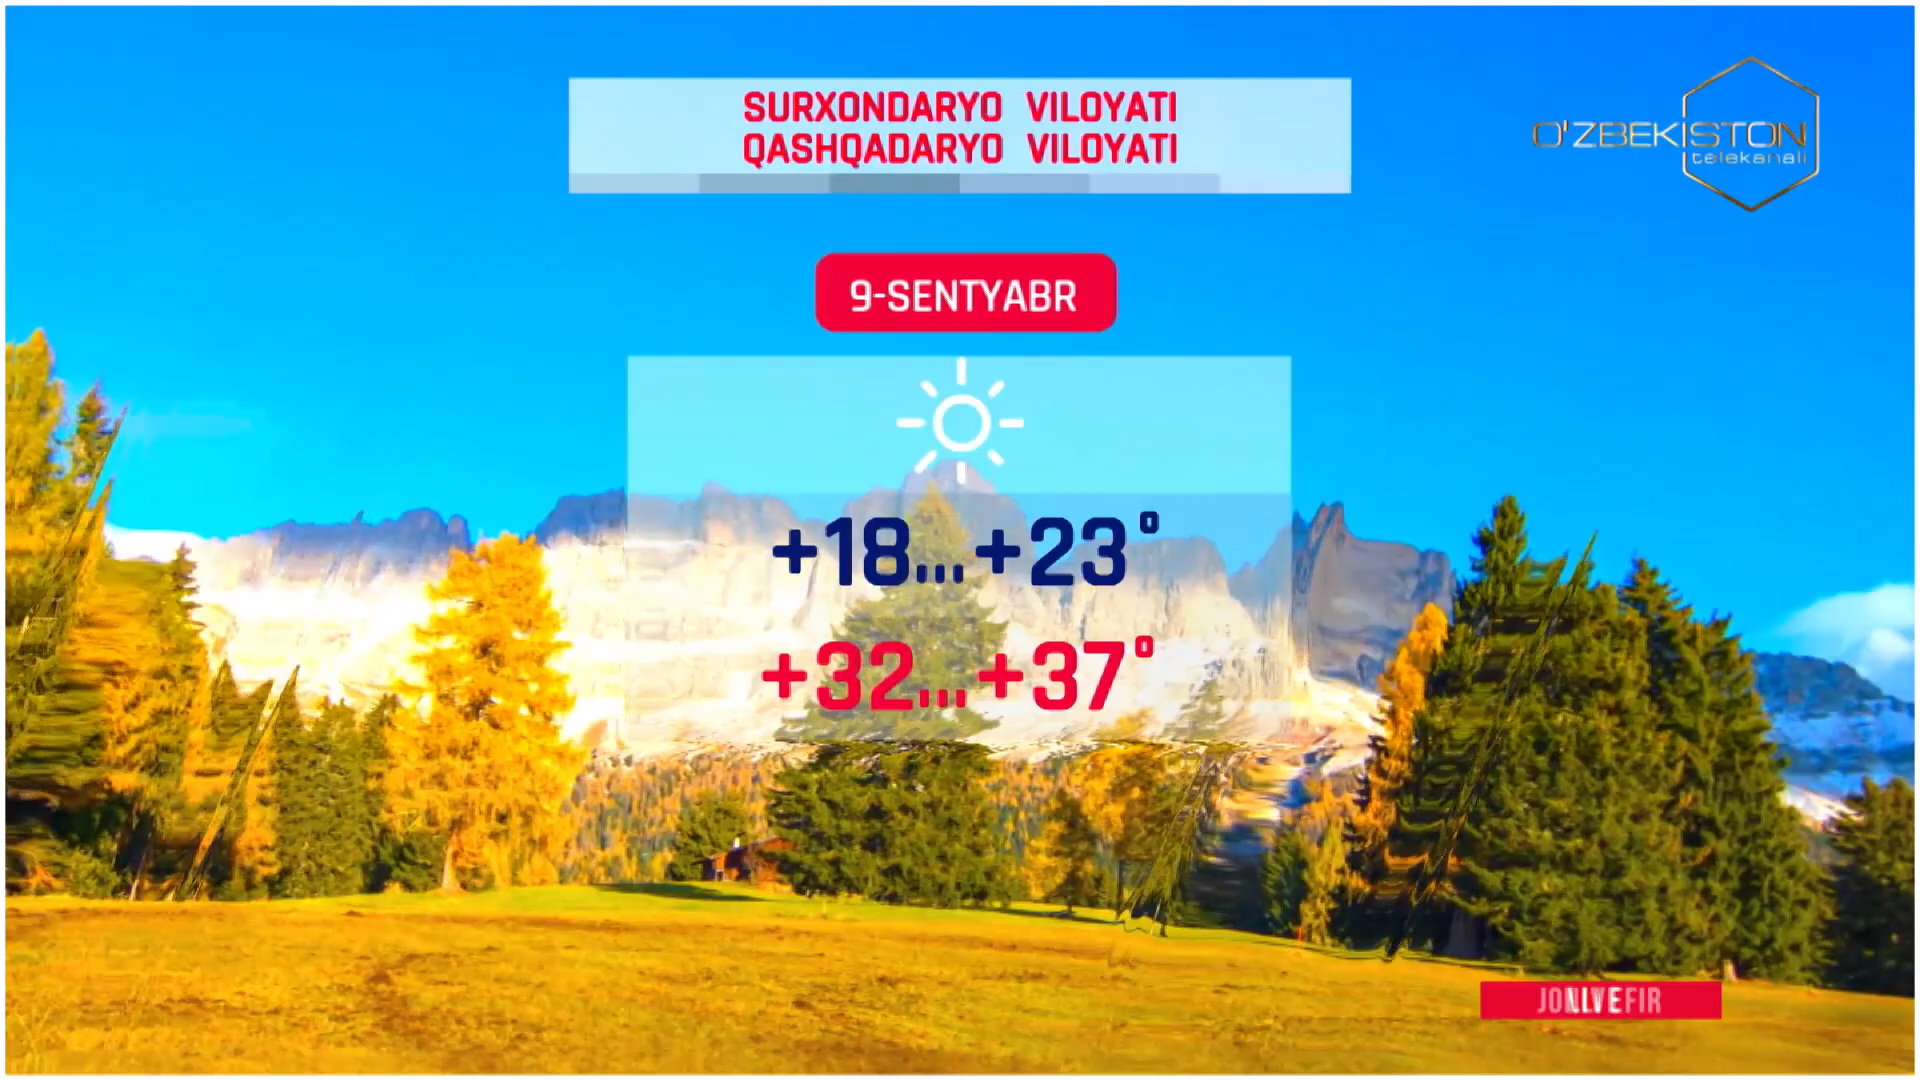 SURXONDARYO VILOYATI
QASHQADARYO VILOYATI
O'ZBEKISTON
telekanali
9-SENTYABR
+18...+23°
+32...+37°